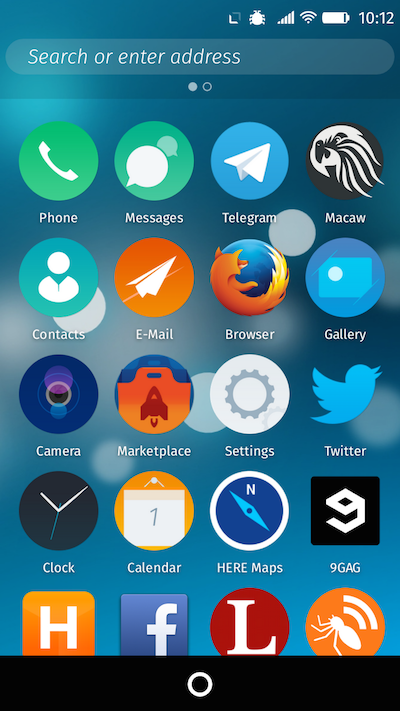 10:12
Search or enter address
Phone Messages Telegram Macaw
Contacts E-Mail Browser Gallery
Camera Marketplace Settings Twitter
1
N
9
Clock Calendar HERE Maps 9GAG
H f L